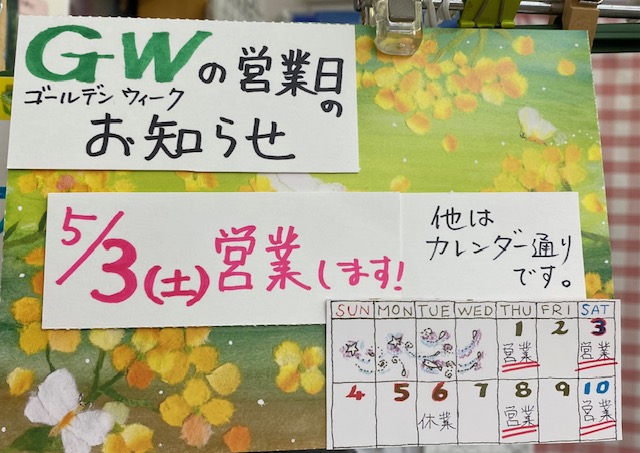 GWの営業日の
ゴールデン ウィーク
お知らせ
5/3(土)営業します!
他は
カレンダー通り
です。
SUN MON TUE WED THU FRI SAT
1 2 3
営業 営業
4 5 6 7 8 9 10
休業 営業 営業